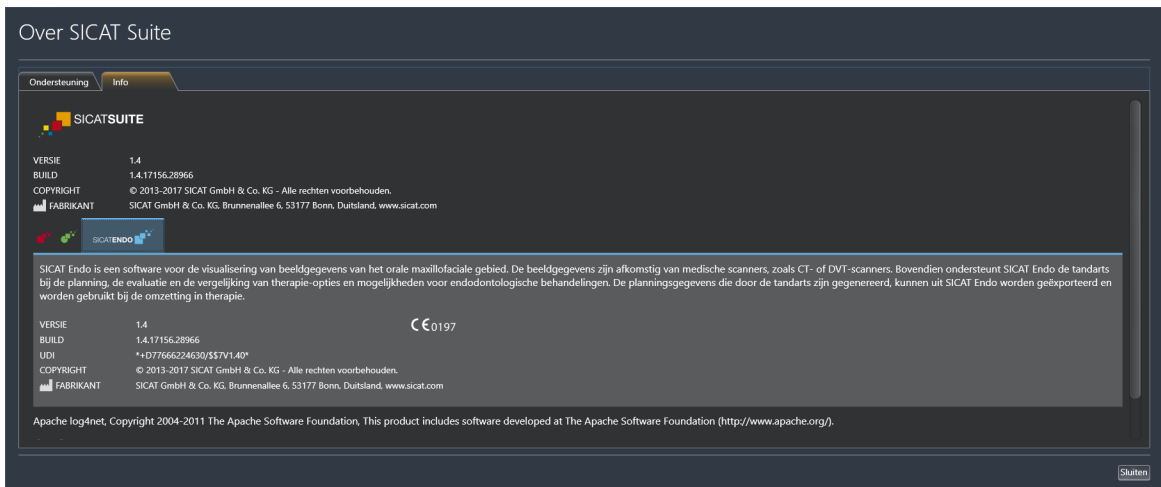 Over SICAT Suite
Ondersteuning Info
SICATSUITE
VERSIE 1.4
BUILD 1.4.17156.28966
COPYRIGHT © 2013-2017 SICAT GmbH & Co. KG - Alle rechten voorbehouden.
FABRIKANT SICAT GmbH & Co. KG, Brunnenallee 6, 53177 Bonn, Duitsland, www.sicat.com
SICATENDO
SICAT Endo is een software voor de visualisering van beeldgegevens van het orale maxillofaciale gebied. De beeldgegevens zijn afkomstig van medische scanners, zoals CT- of DVT-scanners. Bovendien ondersteunt SICAT Endo de tandarts
bij de planning, de evaluatie en de vergelijking van therapie-opties en mogelijkheden voor endodontologische behandelingen. De planningsgegevens die door de tandarts zijn gegenereerd, kunnen uit SICAT Endo worden geëxporteerd en
worden gebruikt bij de omzetting in therapie.
VERSIE 1.4 CE0197
BUILD 1.4.17156.28966
UDI *+D77666224630/$$7V1.40*
COPYRIGHT © 2013-2017 SICAT GmbH & Co. KG - Alle rechten voorbehouden.
FABRIKANT SICAT GmbH & Co. KG, Brunnenallee 6, 53177 Bonn, Duitsland, www.sicat.com
Apache log4net, Copyright 2004-2011 The Apache Software Foundation, This product includes software developed at The Apache Software Foundation (http://www.apache.org/).
Sluiten